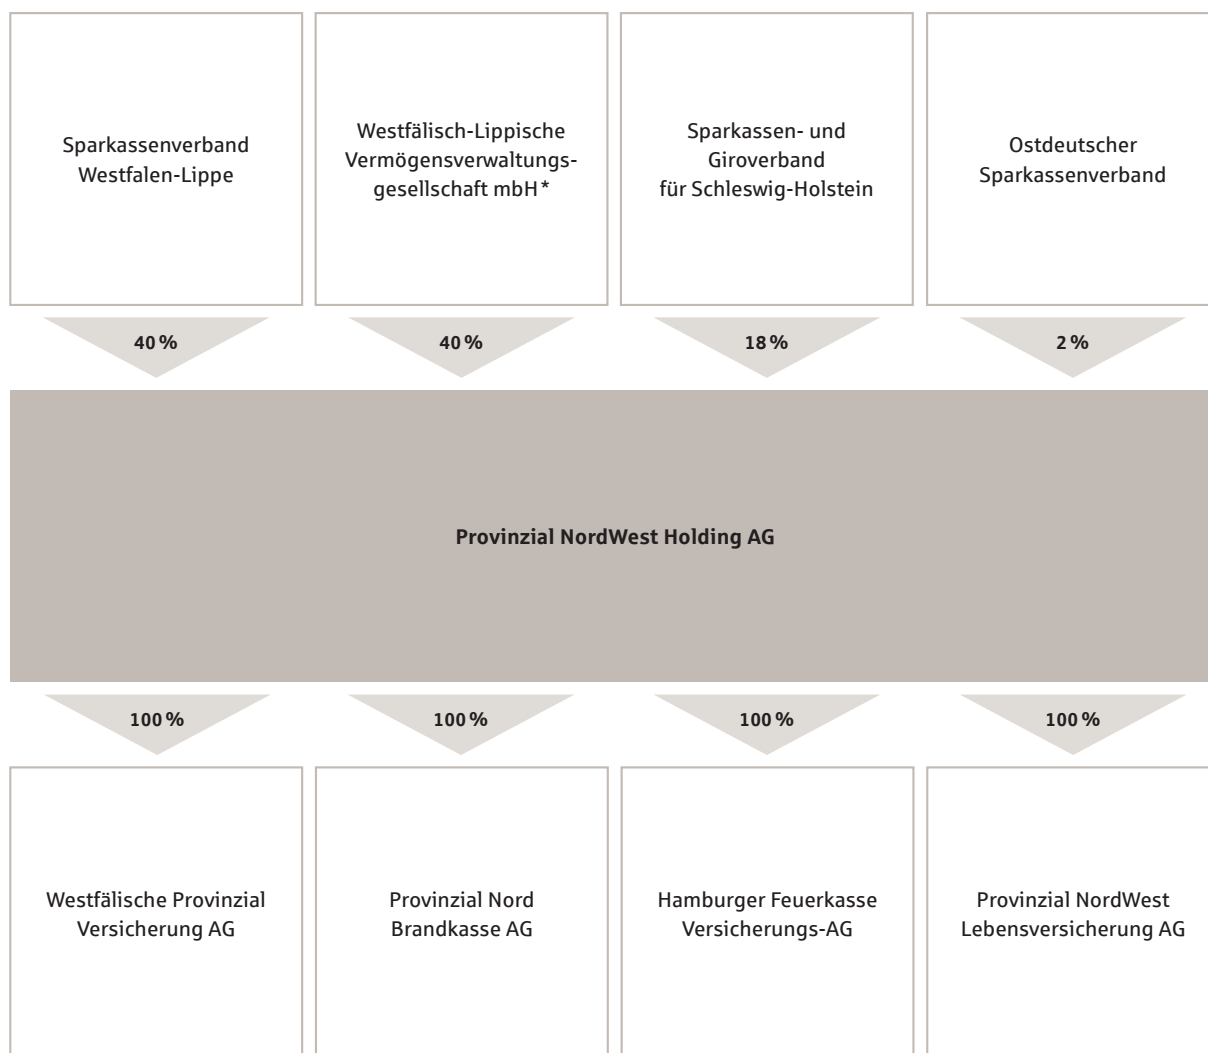 Sparkassenverband
Westfalen-Lippe
Westfälisch-Lippische
Vermögensverwaltungs-
gesellschaft mbH*
Sparkassen- und
Giroverband
für Schleswig-Holstein
Ostdeutscher
Sparkassenverband
40 %
40 %
18 %
2 %
Provinzial NordWest Holding AG
100 %
100 %
100 %
100 %
Westfälische Provinzial
Versicherung AG
Provinzial Nord
Brandkasse AG
Hamburger Feuerkasse
Versicherungs-AG
Provinzial NordWest
Lebensversicherung AG